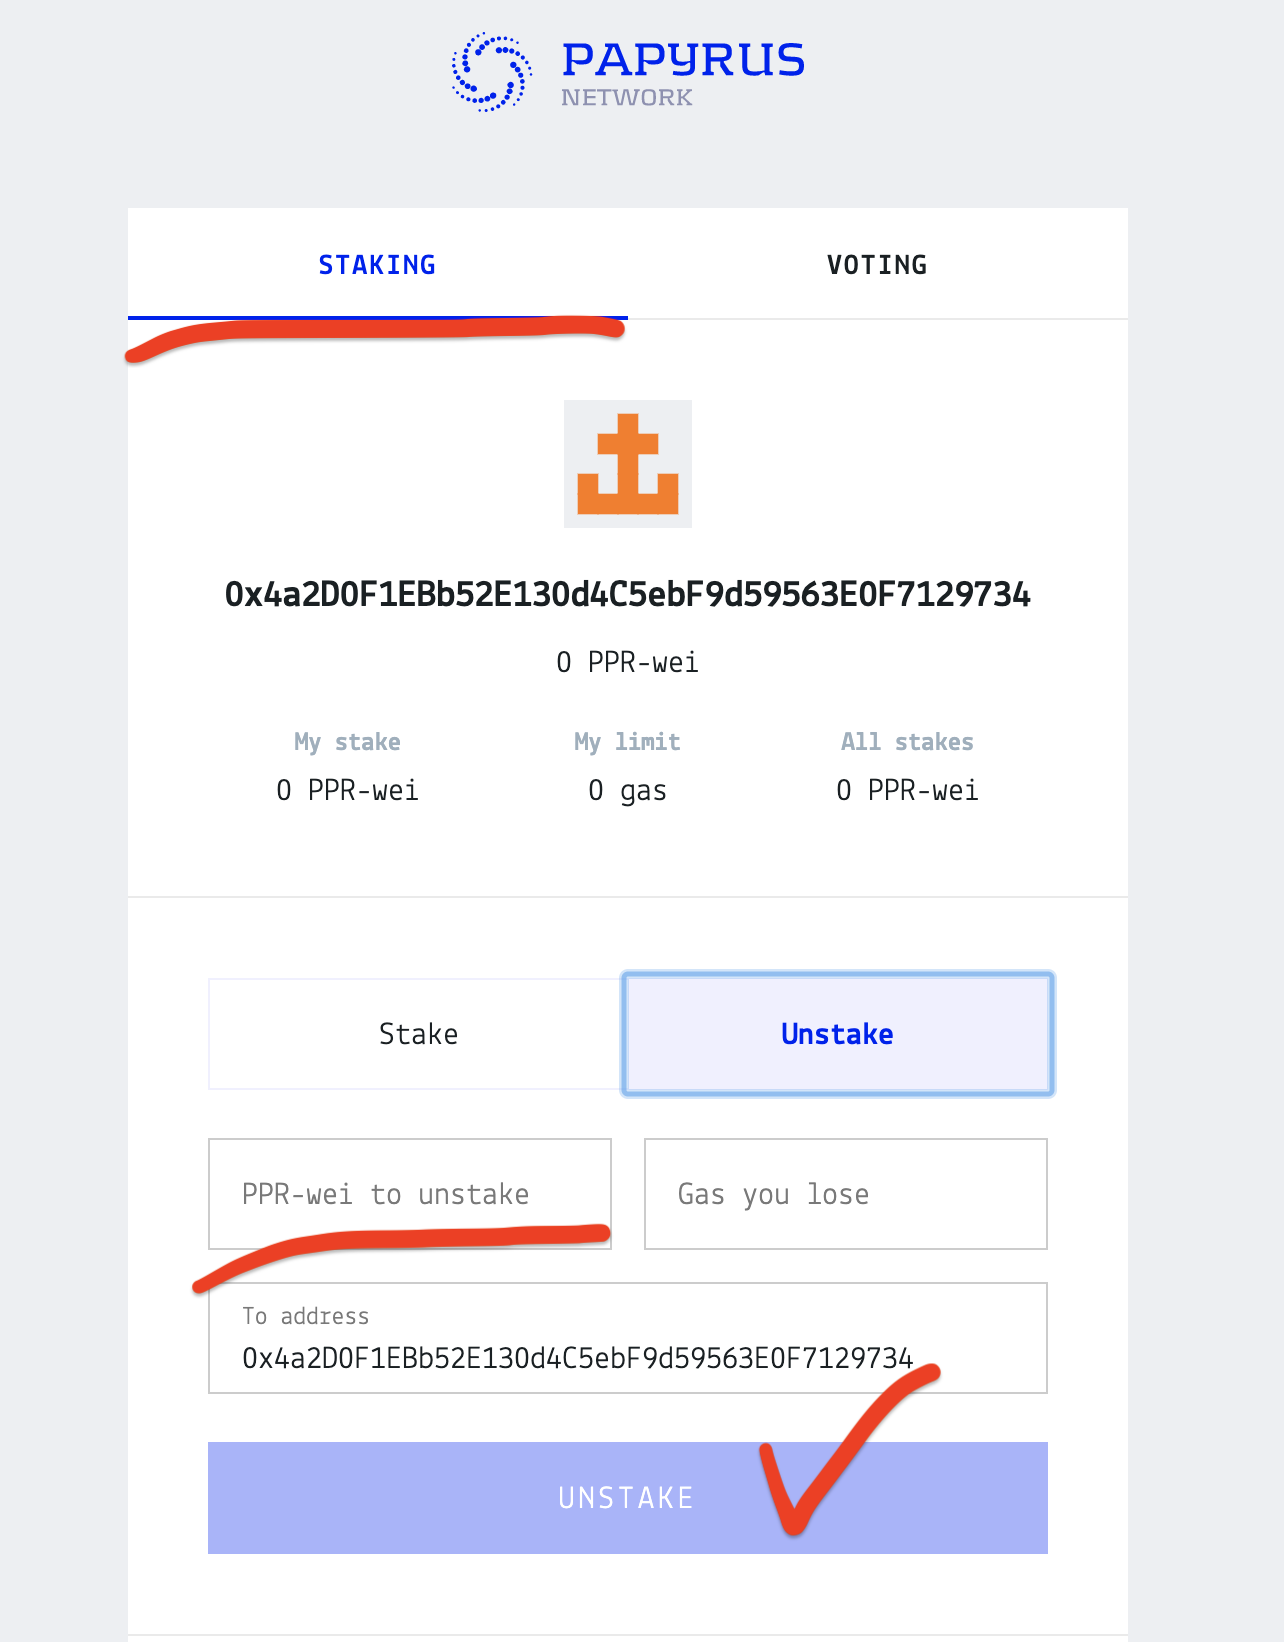 PAPYRUS
NETWORK
STAKING VOTING
0x4a2D0F1EBb52E130d4C5ebF9d59563E0F7129734
0 PPR-wei
My stake My limit All stakes
0 PPR-wei 0 gas 0 PPR-wei
Stake Unstake
PPR-wei to unstake Gas you lose
To address
0x4a2D0F1EBb52E130d4C5ebF9d59563E0F7129734
UNSTAKE